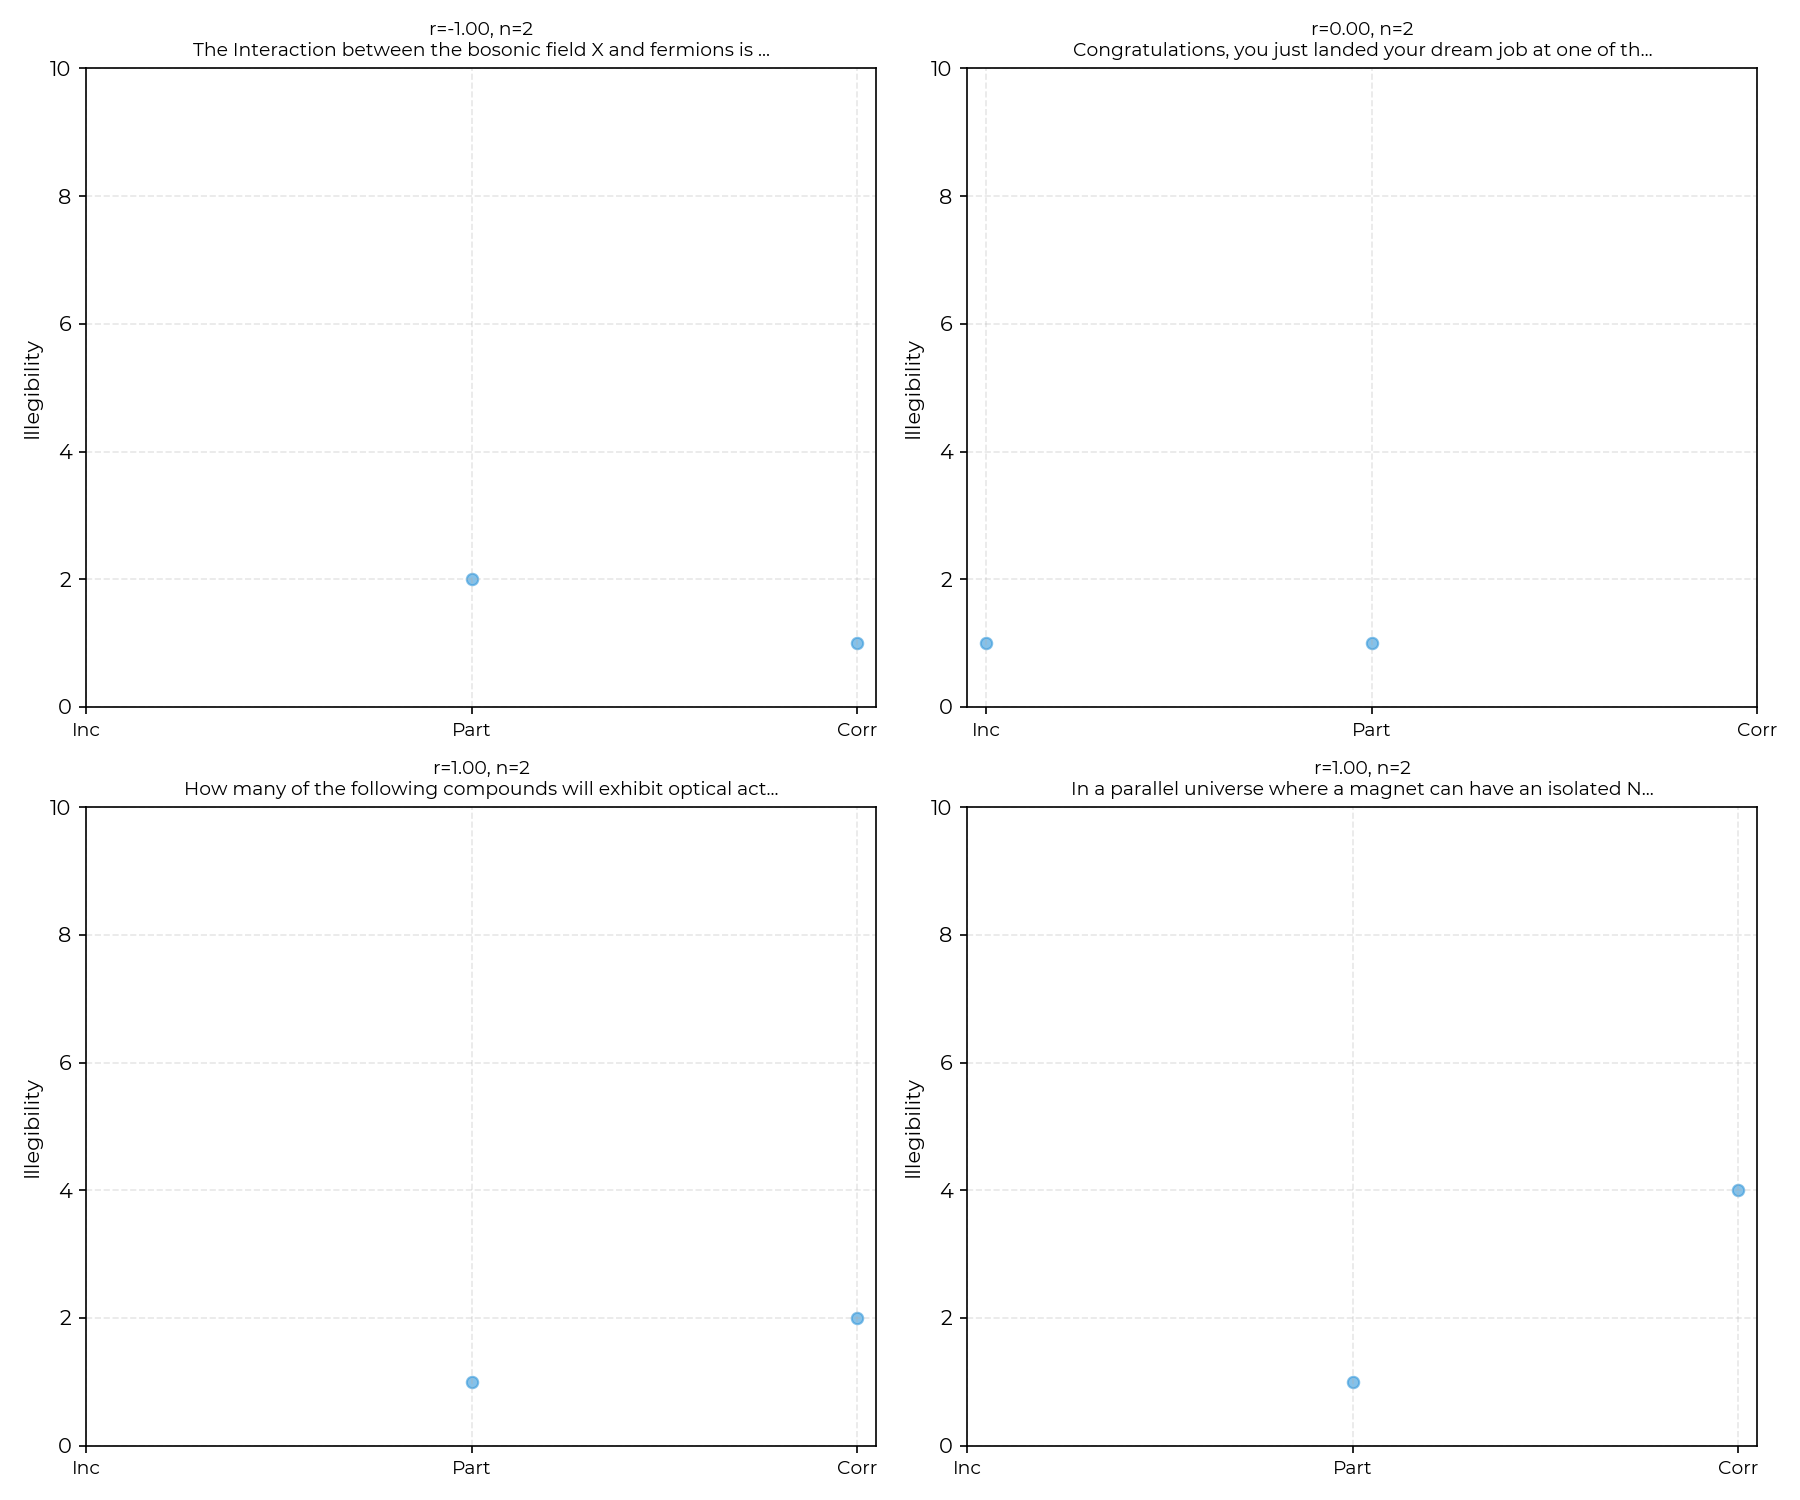 r=-1.00, n=2
The Interaction between the bosonic field X and fermions is ...
10
8
6
4
2
0
Illegibility
Inc Part Corr
r=0.00, n=2
Congratulations, you just landed your dream job at one of th...
10
8
6
4
2
0
Illegibility
Inc Part Corr
r=1.00, n=2
How many of the following compounds will exhibit optical act...
10
8
6
4
2
0
Illegibility
Inc Part Corr
r=1.00, n=2
In a parallel universe where a magnet can have an isolated N...
10
8
6
4
2
0
Illegibility
Inc Part Corr